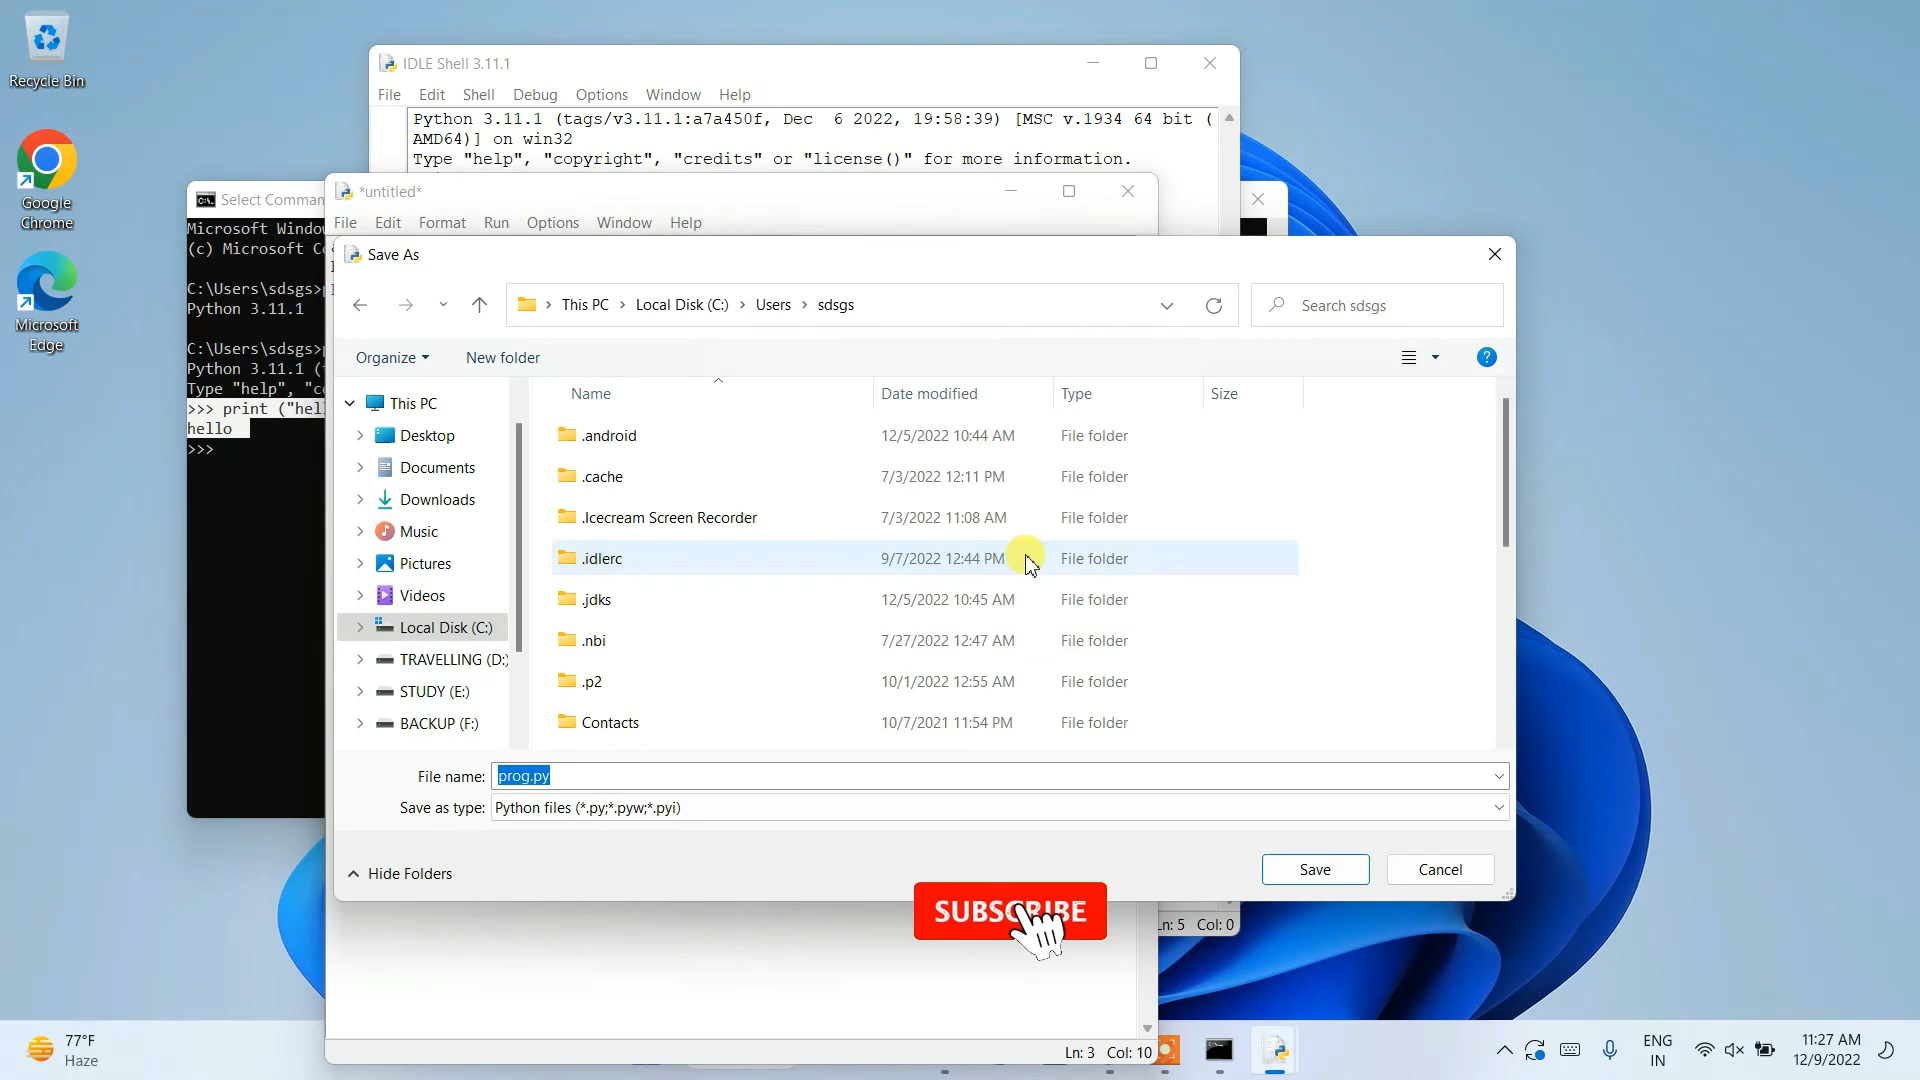 Recycle Bin
Google
Chrome
Microsoft
Edge
IDLE Shell 3.11.1
File Edit Shell Debug Options Window Help
Python 3.11.1 (tags/v3.11.1:a7a450f, Dec  6 2022, 19:58:39) [MSC v.1934 64 bit (
AMD64)] on win32
Type "help", "copyright", "credits" or "license()" for more information.
Select Comman
Microsoft Windo
(c) Microsoft Co
C:\Users\sdsgs>
Python 3.11.1
C:\Users\sdsgs>
Python 3.11.1 (
Type "help", "c
>>> print ("hel
hello
>>>
*untitled*
File Edit Format Run Options Window Help
Save As
This PC Local Disk (C:) Users sdsgs
Search sdsgs
Organize New folder
This PC
Desktop
Documents
Downloads
Music
Pictures
Videos
Local Disk (C:)
TRAVELLING (D:)
STUDY (E:)
BACKUP (F:)
Name Date modified Type Size
.android 12/5/2022 10:44 AM File folder
.cache 7/3/2022 12:11 PM File folder
.Icecream Screen Recorder 7/3/2022 11:08 AM File folder
.idlerc 9/7/2022 12:44 PM File folder
.jdks 12/5/2022 10:45 AM File folder
.nbi 7/27/2022 12:47 AM File folder
.p2 10/1/2022 12:55 AM File folder
Contacts 10/7/2021 11:54 PM File folder
File name: prog.py
Save as type: Python files (*.py;*.pyw;*.pyi)
Hide Folders
Save Cancel
SUBSCRIBE
Ln: 5 Col: 0
Ln: 3 Col: 10
77°F
Haze
ENG
IN
11:27 AM
12/9/2022